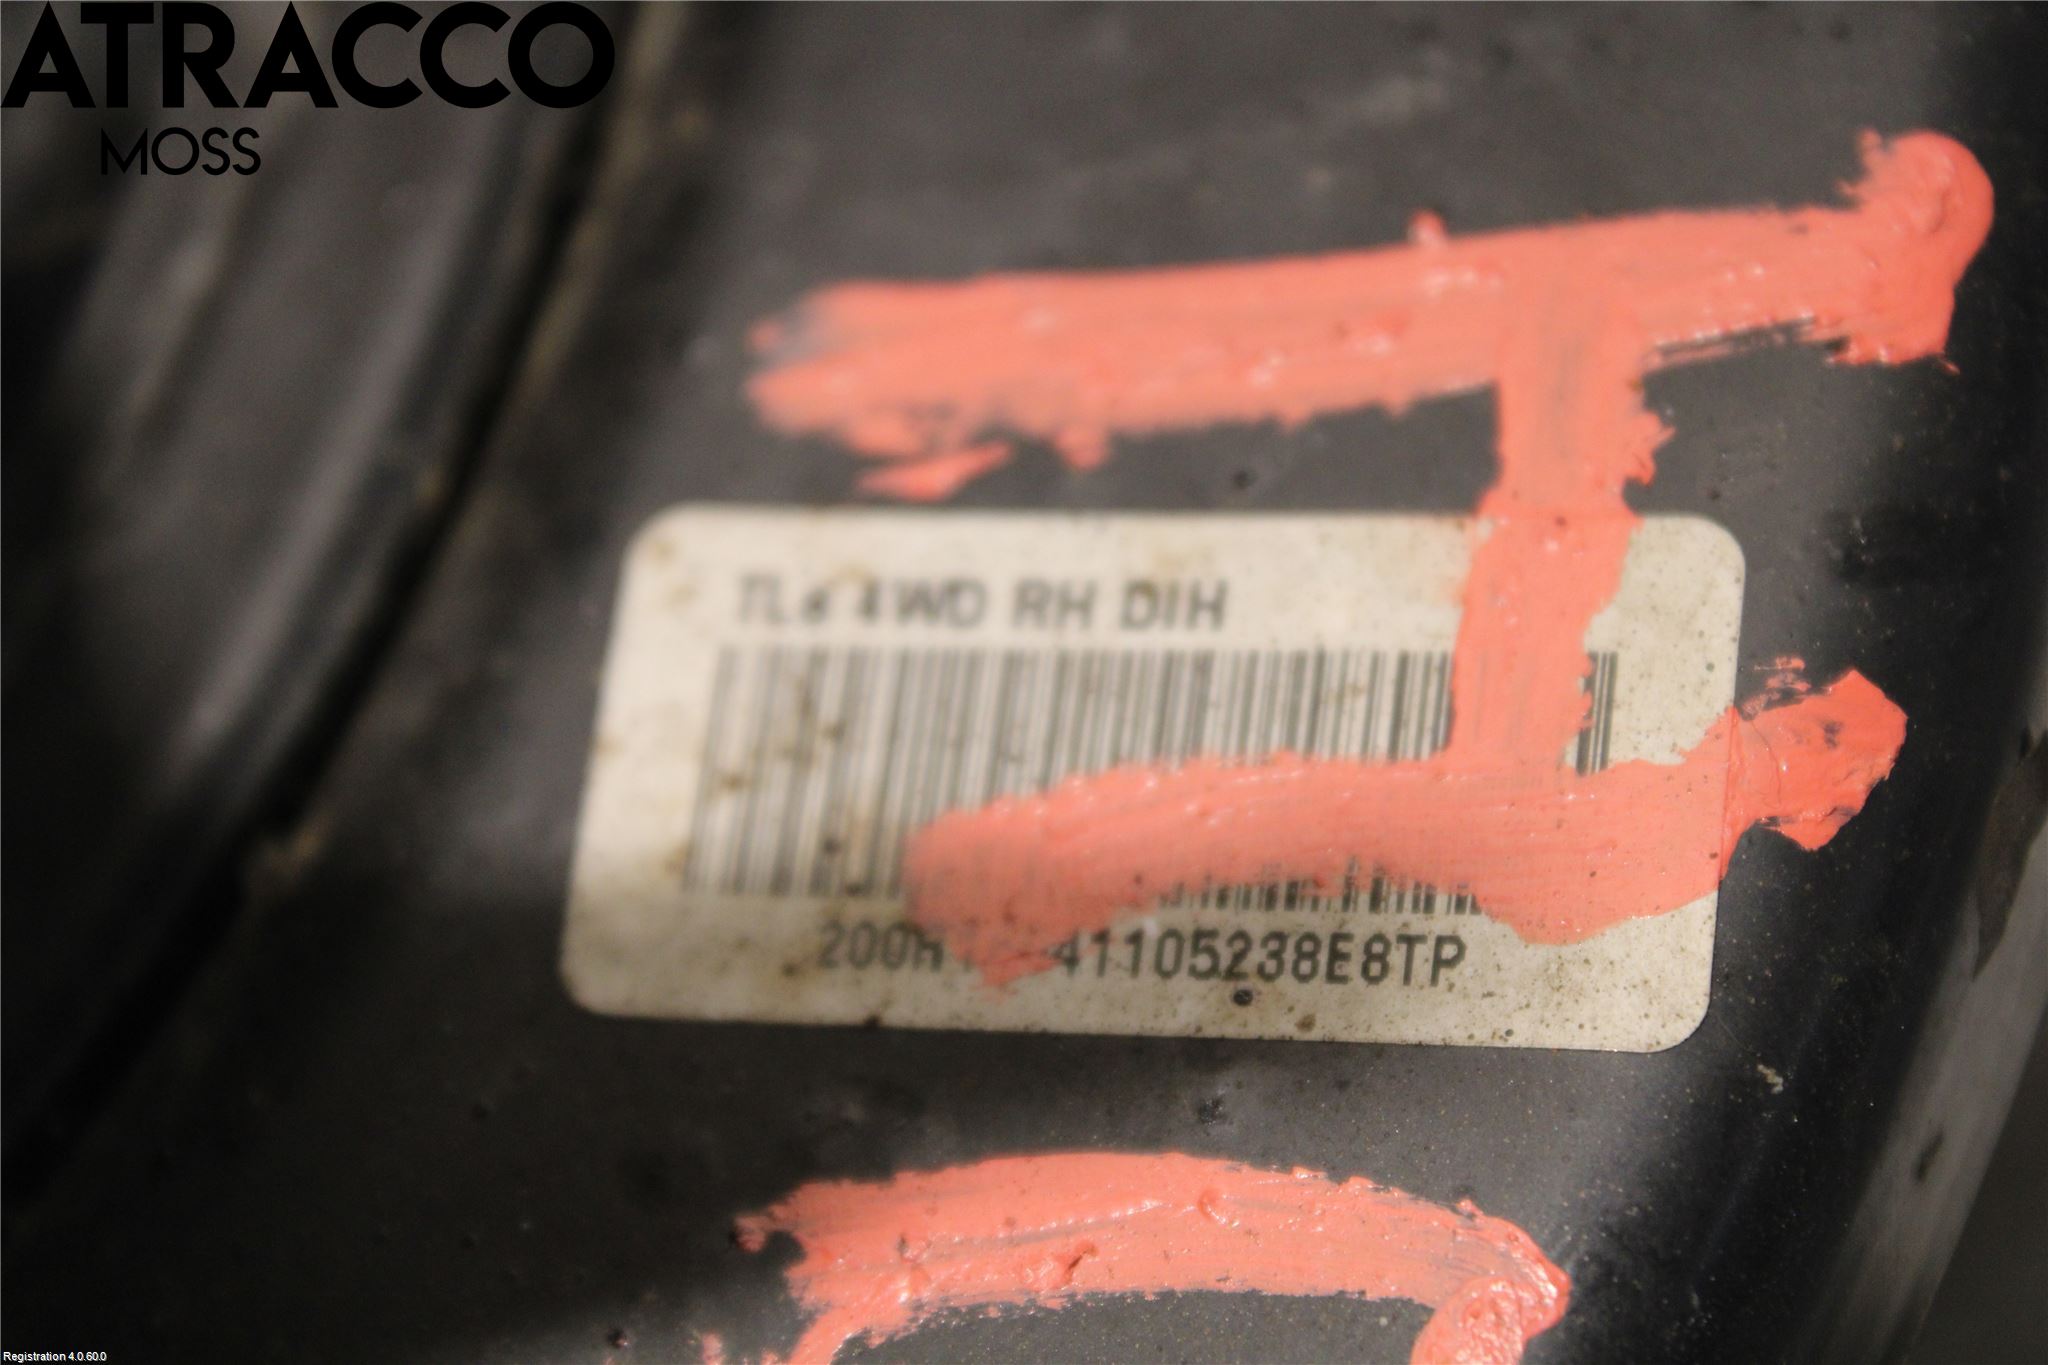 ATRACCO
MOSS
4WD RH DIH
41105238E8TP
Registration 4.0.60.0